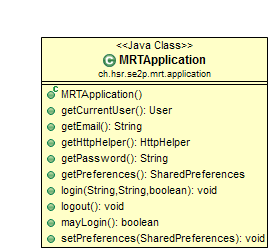 <<Java Class>>
MRTApplication
ch.hsr.se2p.mrt.application
MRTApplication()
getCurrentUser(): User
getEmail(): String
getHttpHelper(): HttpHelper
getPassword(): String
getPreferences(): SharedPreferences
login(String,String,boolean): void
logout(): void
mayLogin(): boolean
setPreferences(SharedPreferences): void